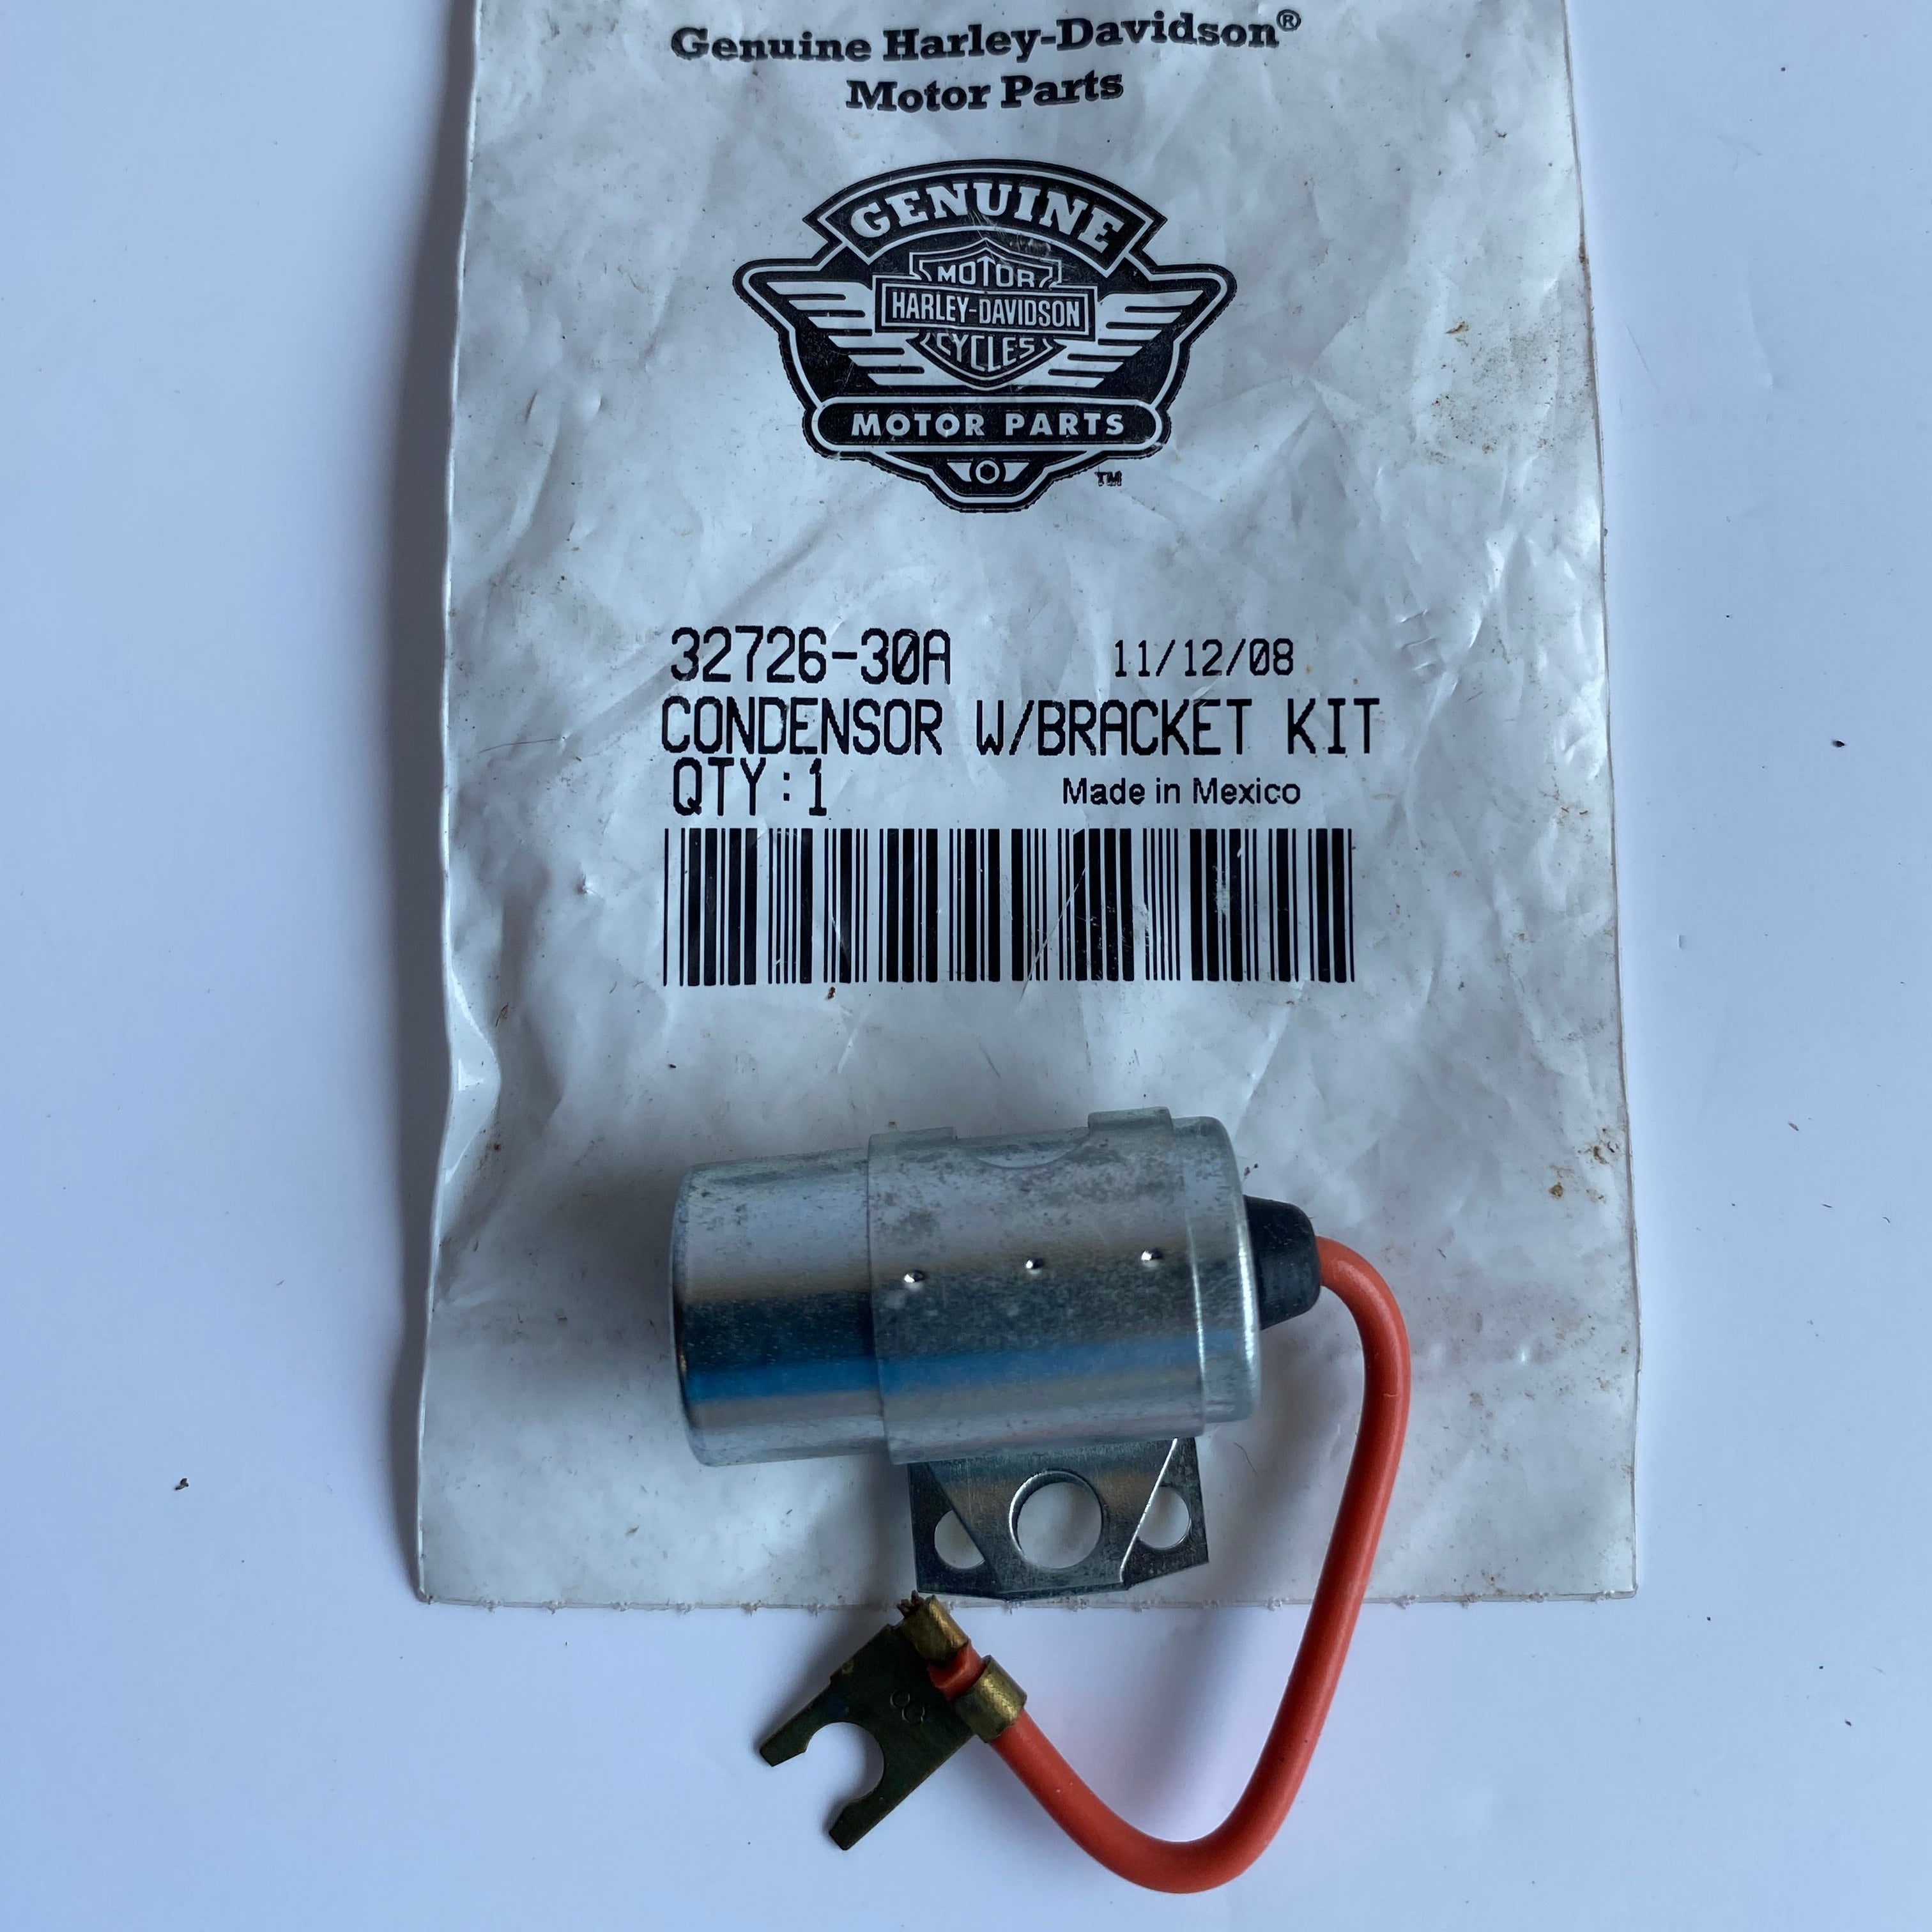 Genuine Harley-Davidson®
Motor Parts
GENUINE
MOTOR
HARLEY-DAVIDSON
CYCLES
MOTOR PARTS
TM
32726-30A 11/12/08
CONDENSOR W/BRACKET KIT
QTY:1 Made in Mexico